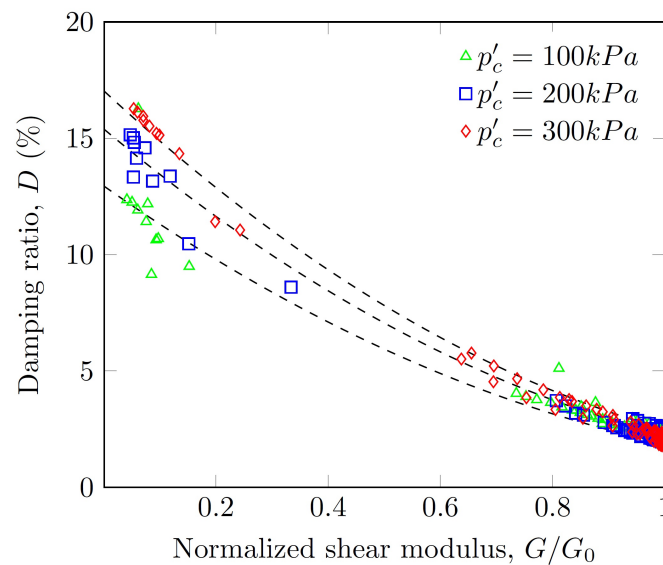 20
15
10
5
0
0.2
0.4
0.6
0.8
1
Damping ratio, D (%)
Normalized shear modulus, G/G₀
p′c = 100kPa
p′c = 200kPa
p′c = 300kPa